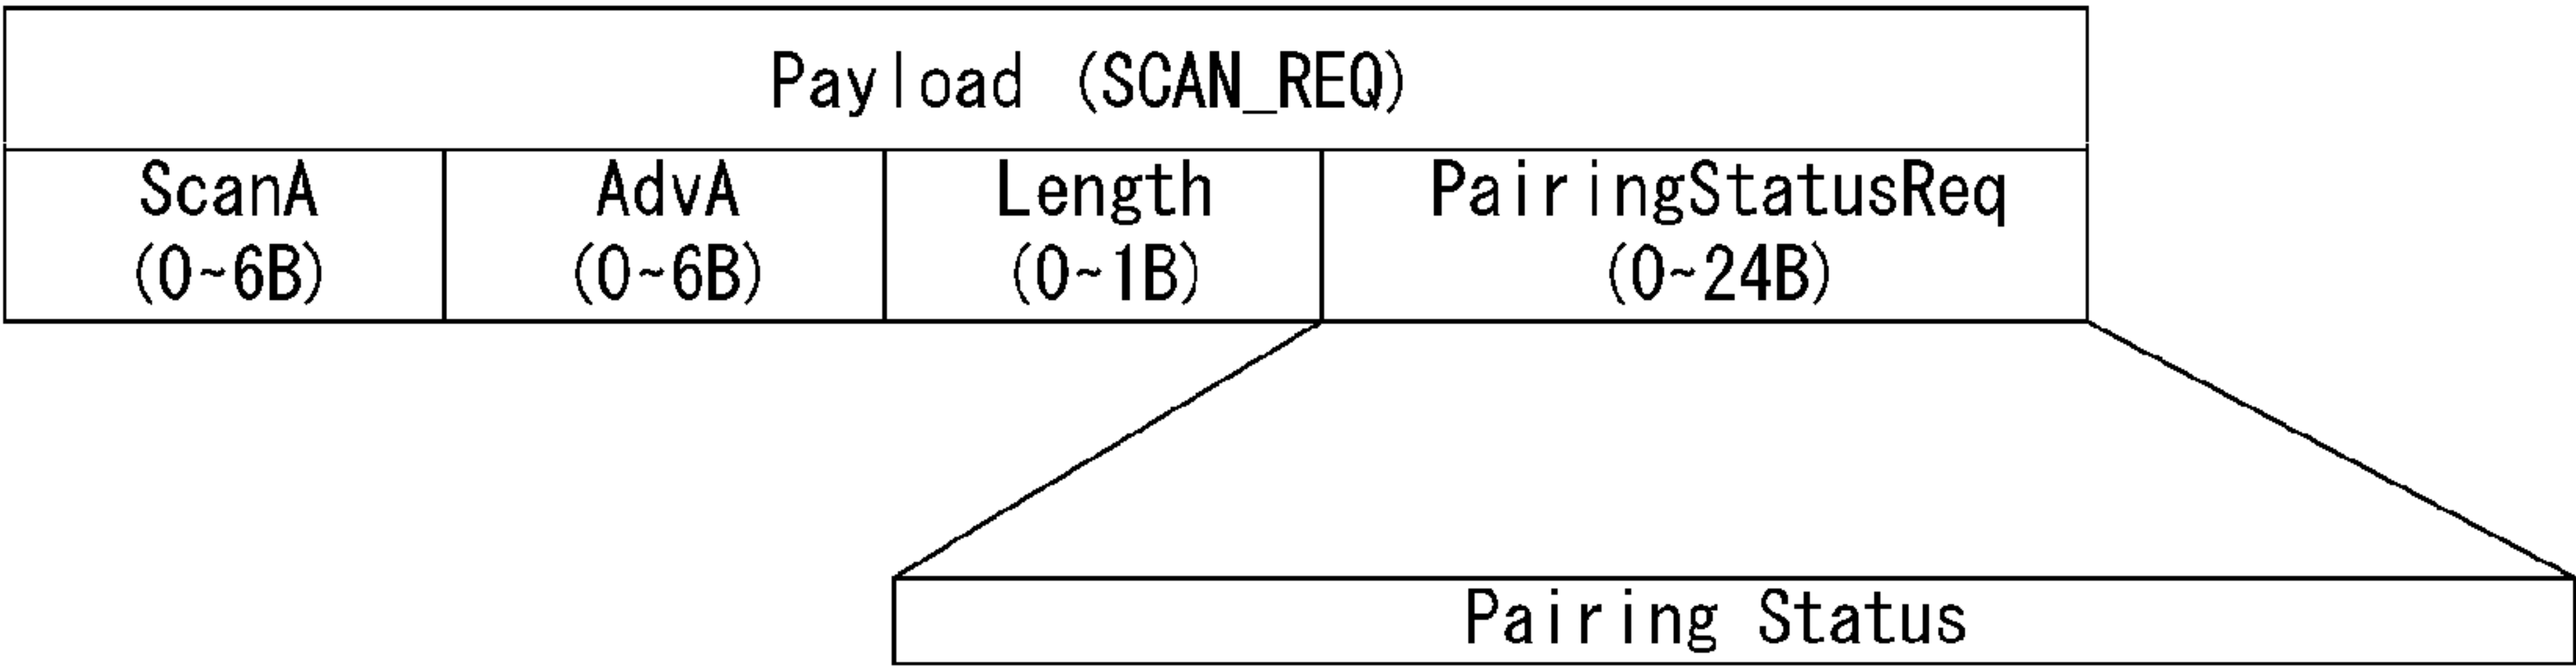 Payload (SCAN_REQ)
ScanA
(0~6B)
AdvA
(0~6B)
Length
(0~1B)
PairingStatusReq
(0~24B)
Pairing Status